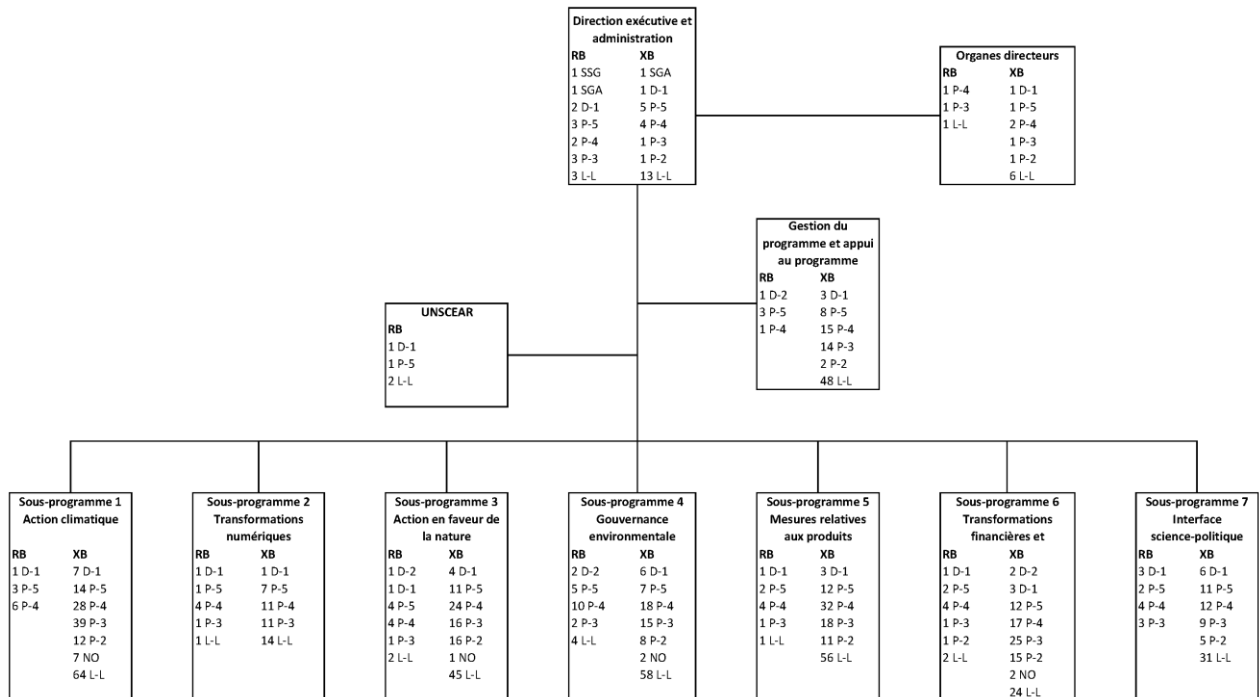 Direction exécutive et
administration
RB XB
1 SSG 1 SGA
1 SGA 1 D-1
2 D-1 5 P-5
3 P-5 4 P-4
2 P-4 1 P-3
3 P-3 1 P-2
3 L-L 13 L-L
Organes directeurs
RB XB
1 P-4 1 D-1
1 P-3 1 P-5
1 L-L 2 P-4
1 P-3
1 P-2
6 L-L
Gestion du
programme et appui
au programme
RB XB
1 D-2 3 D-1
3 P-5 8 P-5
1 P-4 15 P-4
14 P-3
2 P-2
48 L-L
UNSCEAR
RB
1 D-1
1 P-5
2 L-L
Sous-programme 1
Action climatique
RB XB
1 D-1 7 D-1
3 P-5 14 P-5
6 P-4 28 P-4
39 P-3
12 P-2
7 NO
64 L-L
Sous-programme 2
Transformations
numériques
RB XB
1 D-1 1 D-1
1 P-5 7 P-5
4 P-4 11 P-4
1 P-3 11 P-3
1 L-L 14 L-L
Sous-programme 3
Action en faveur de
la nature
RB XB
1 D-2 4 D-1
1 D-1 11 P-5
4 P-5 24 P-4
4 P-4 16 P-3
1 P-3 16 P-2
2 L-L 1 NO
45 L-L
Sous-programme 4
Gouvernance
environmentale
RB XB
2 D-2 6 D-1
5 P-5 7 P-5
10 P-4 18 P-4
2 P-3 15 P-3
4 L-L 8 P-2
2 NO
58 L-L
Sous-programme 5
Mesures relatives
aux produits
RB XB
1 D-1 3 D-1
2 P-5 12 P-5
4 P-4 32 P-4
1 P-3 18 P-3
1 L-L 11 P-2
56 L-L
Sous-programme 6
Transformations
financières et
RB XB
1 D-1 2 D-2
2 P-5 3 D-1
4 P-4 12 P-5
1 P-3 17 P-4
1 P-2 25 P-3
2 L-L 15 P-2
2 NO
24 L-L
Sous-programme 7
Interface
science-politique
RB XB
3 D-1 6 D-1
2 P-5 11 P-5
4 P-4 12 P-4
3 P-3 9 P-3
5 P-2
31 L-L